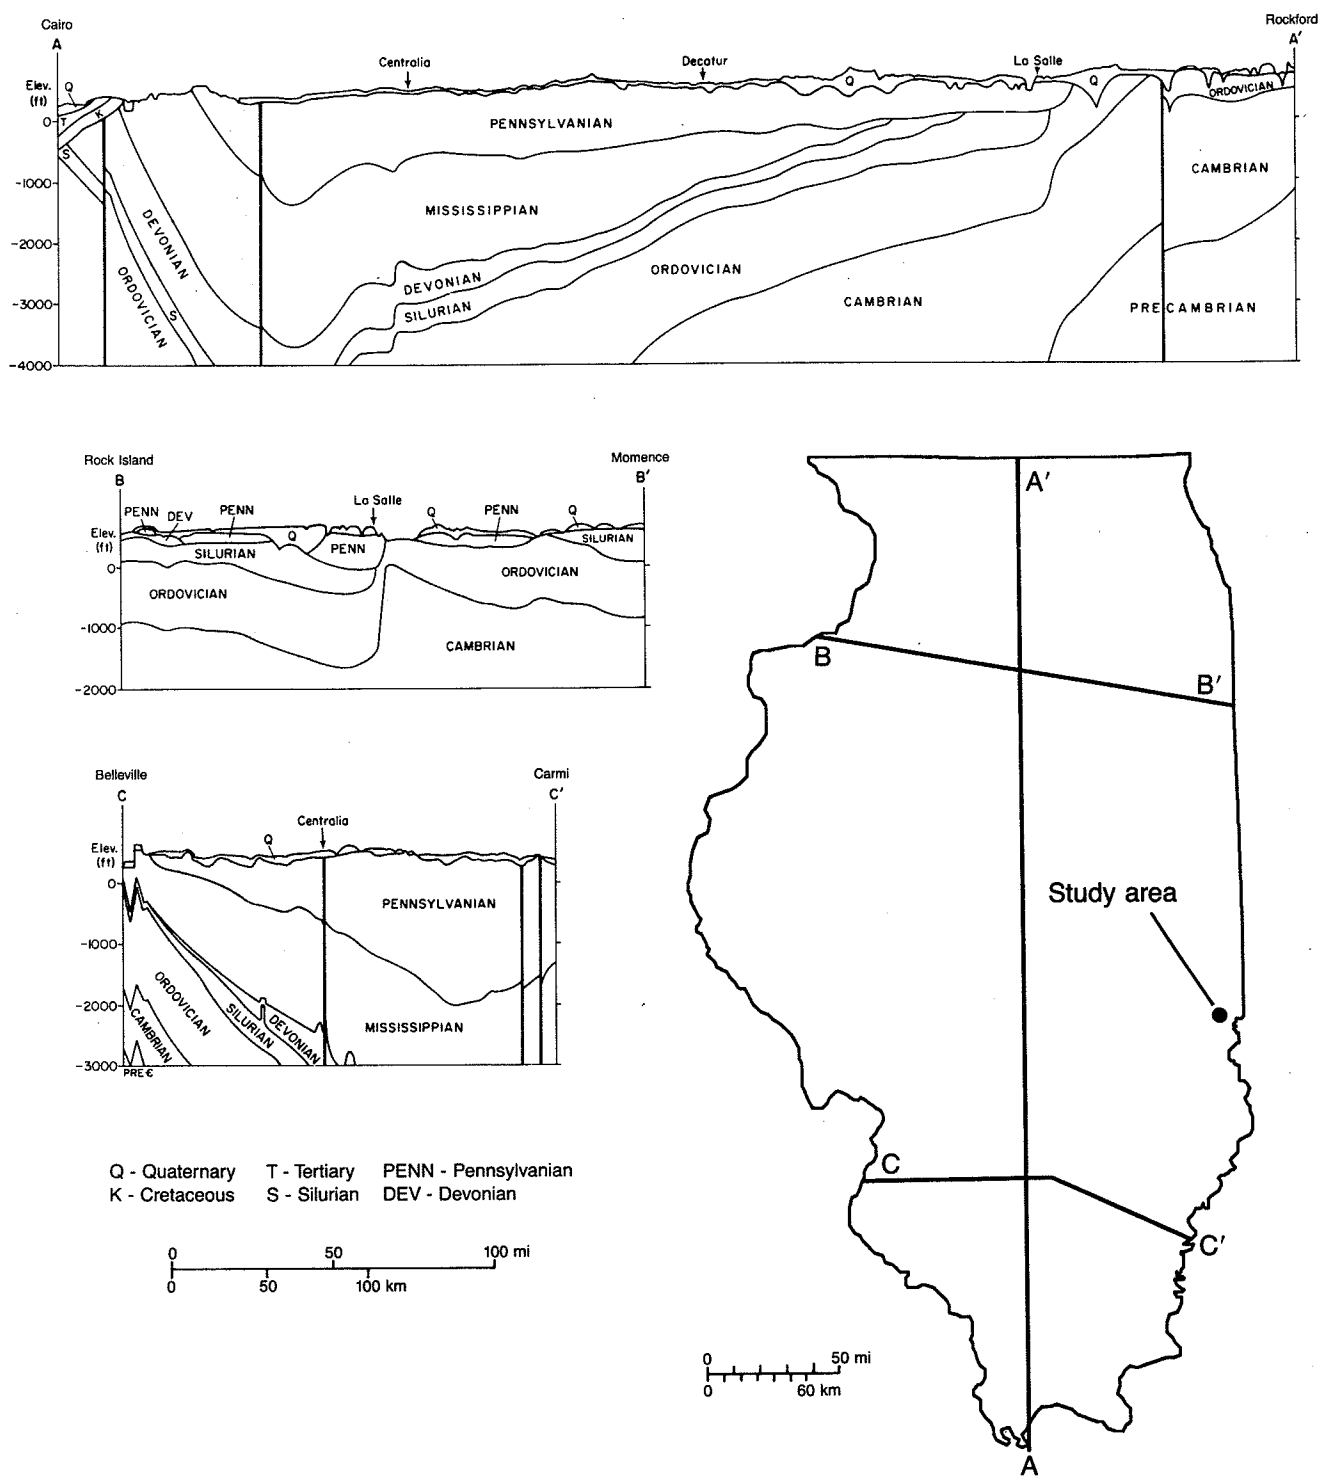 Cairo
A
Rockford
A'
Centralia
Decatur
La Salle
Elev.
(ft)
Q
T
K
S
Q
Q
ORDOVICIAN
0
-1000
-2000
-3000
-4000
PENNSYLVANIAN
MISSISSIPPIAN
DEVONIAN
ORDOVICIAN
S
DEVONIAN
SILURIAN
ORDOVICIAN
CAMBRIAN
CAMBRIAN
PRECAMBRIAN
Rock Island
B
Momence
B'
La Salle
PENN
DEV
PENN
Q
Q
PENN
Q
Elev.
(ft)
SILURIAN
PENN
SILURIAN
0
ORDOVICIAN
ORDOVICIAN
-1000
CAMBRIAN
-2000
Belleville
C
Carmi
C'
Centralia
Q
Elev.
(ft)
0
-1000
-2000
-3000
PENNSYLVANIAN
MISSISSIPPIAN
ORDOVICIAN
SILURIAN
DEVONIAN
CAMBRIAN
PRE Є
Q - Quaternary T - Tertiary PENN - Pennsylvanian
K - Cretaceous S - Silurian DEV - Devonian
0 50 100 mi
0 50 100 km
A'
B
B'
Study area
C
C'
A
0 50 mi
0 60 km